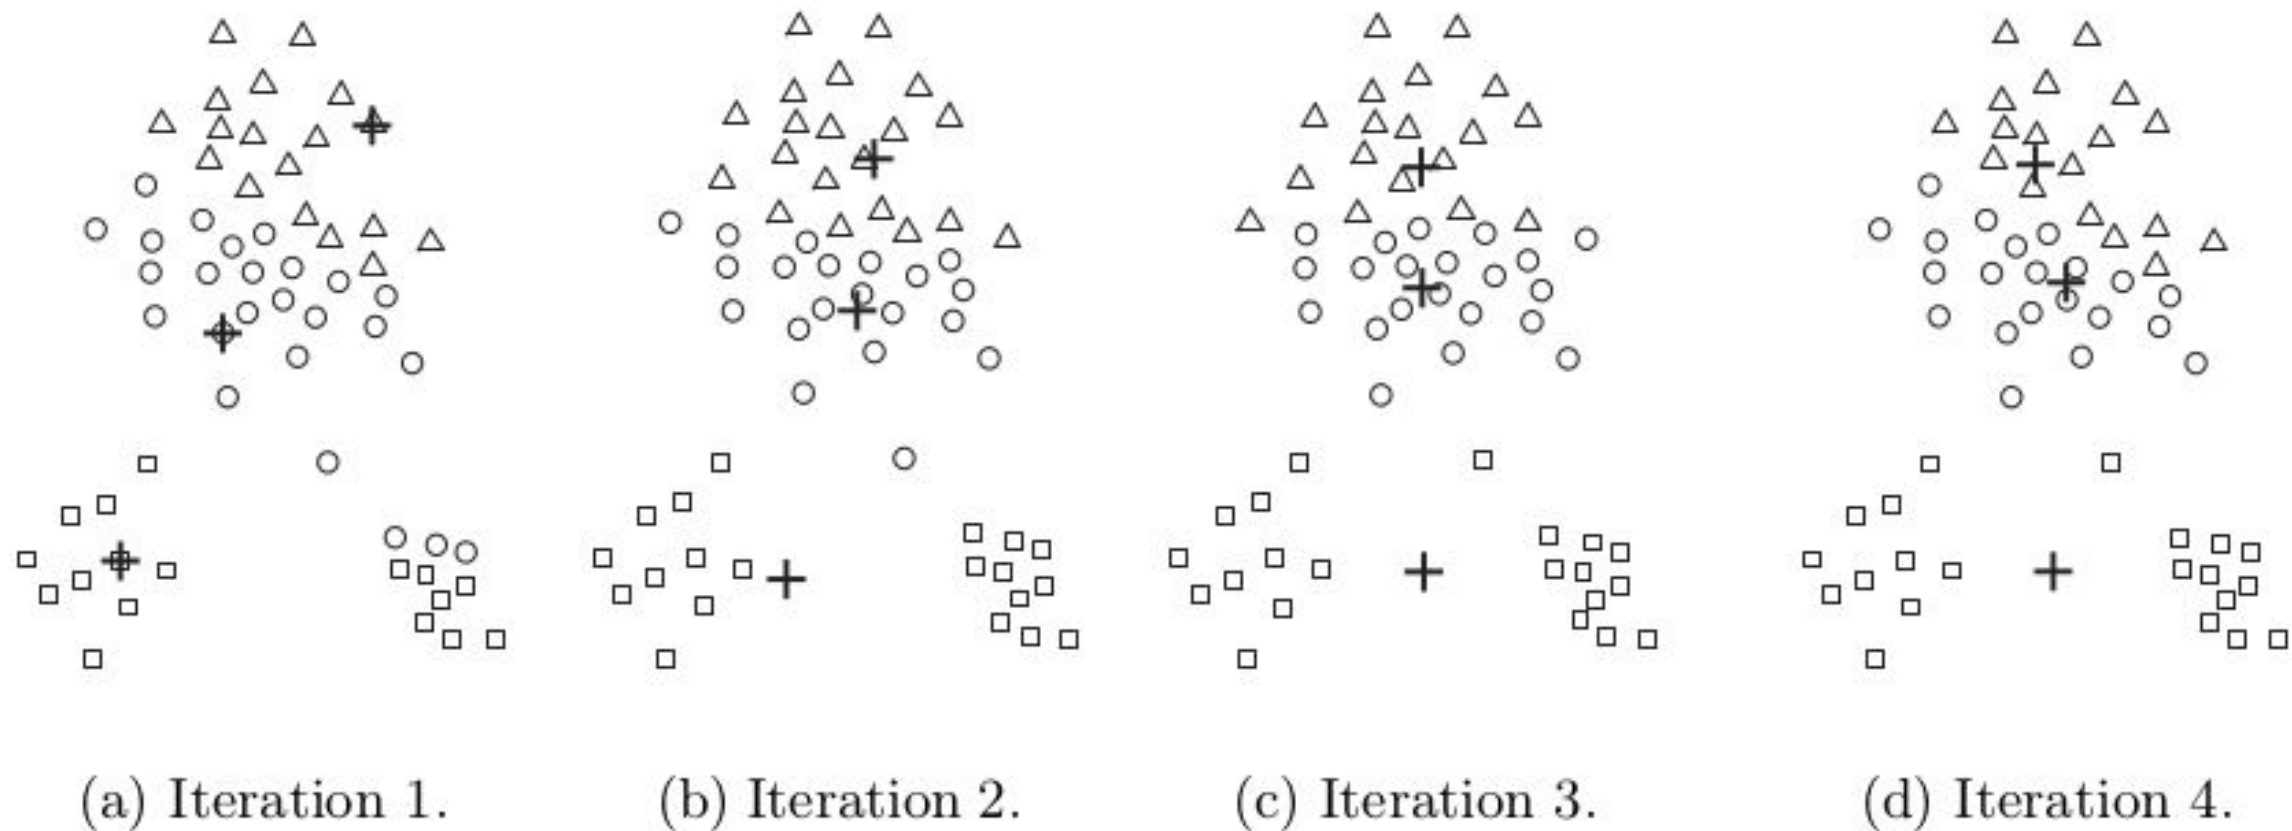 (a) Iteration 1.
(b) Iteration 2.
(c) Iteration 3.
(d) Iteration 4.